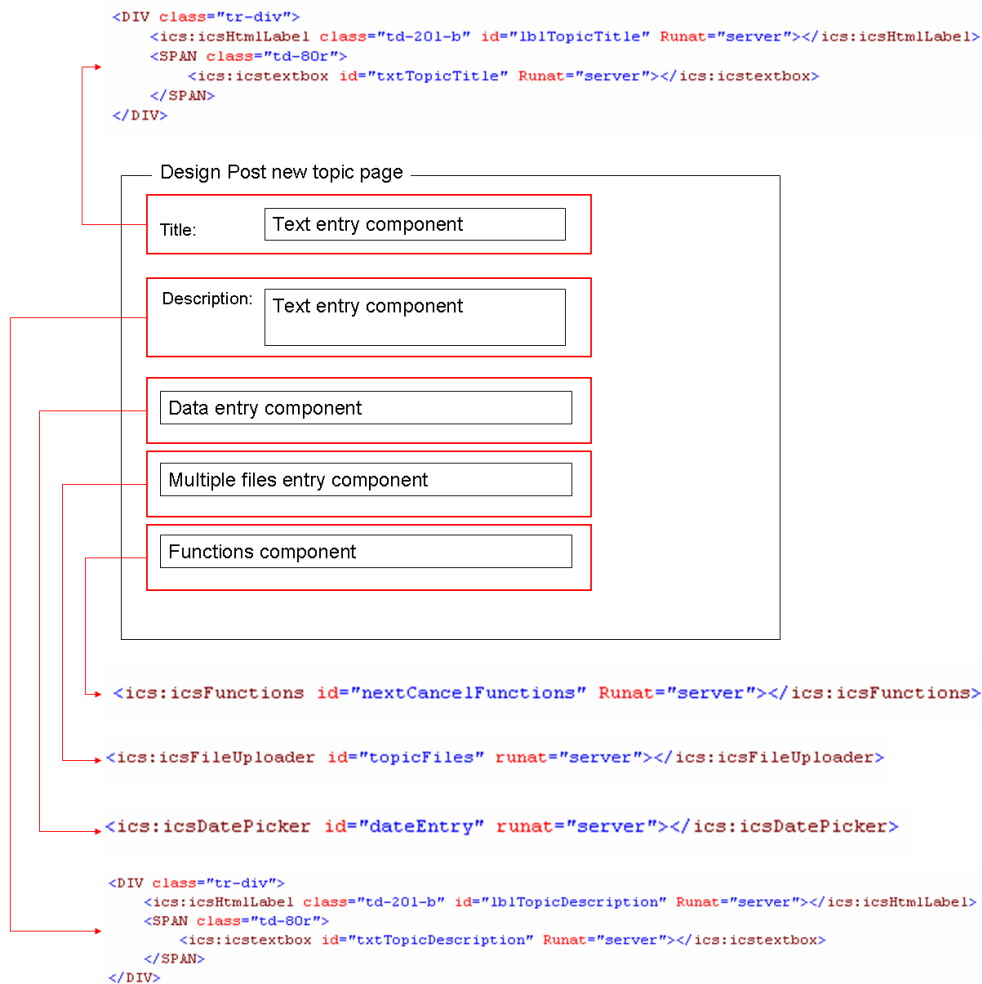 <DIV class="tr-div">
<ics:icsHtmlLabel class="td-20l-b" id="lblTopicTitle" Runat="server"></ics:icsHtmlLabel>
<SPAN class="td-80r">
<ics:icstextbox id="txtTopicTitle" Runat="server"></ics:icstextbox>
</SPAN>
</DIV>
Design Post new topic page
Title: Text entry component
Description: Text entry component
Data entry component
Multiple files entry component
Functions component
<ics:icsFunctions id="nextCancelFunctions" Runat="server"></ics:icsFunctions>
<ics:icsFileUploader id="topicFiles" runat="server"></ics:icsFileUploader>
<ics:icsDatePicker id="dateEntry" runat="server"></ics:icsDatePicker>
<DIV class="tr-div">
<ics:icsHtmlLabel class="td-20l-b" id="lblTopicDescription" Runat="server"></ics:icsHtmlLabel>
<SPAN class="td-80r">
<ics:icstextbox id="txtTopicDescription" Runat="server"></ics:icstextbox>
</SPAN>
</DIV>